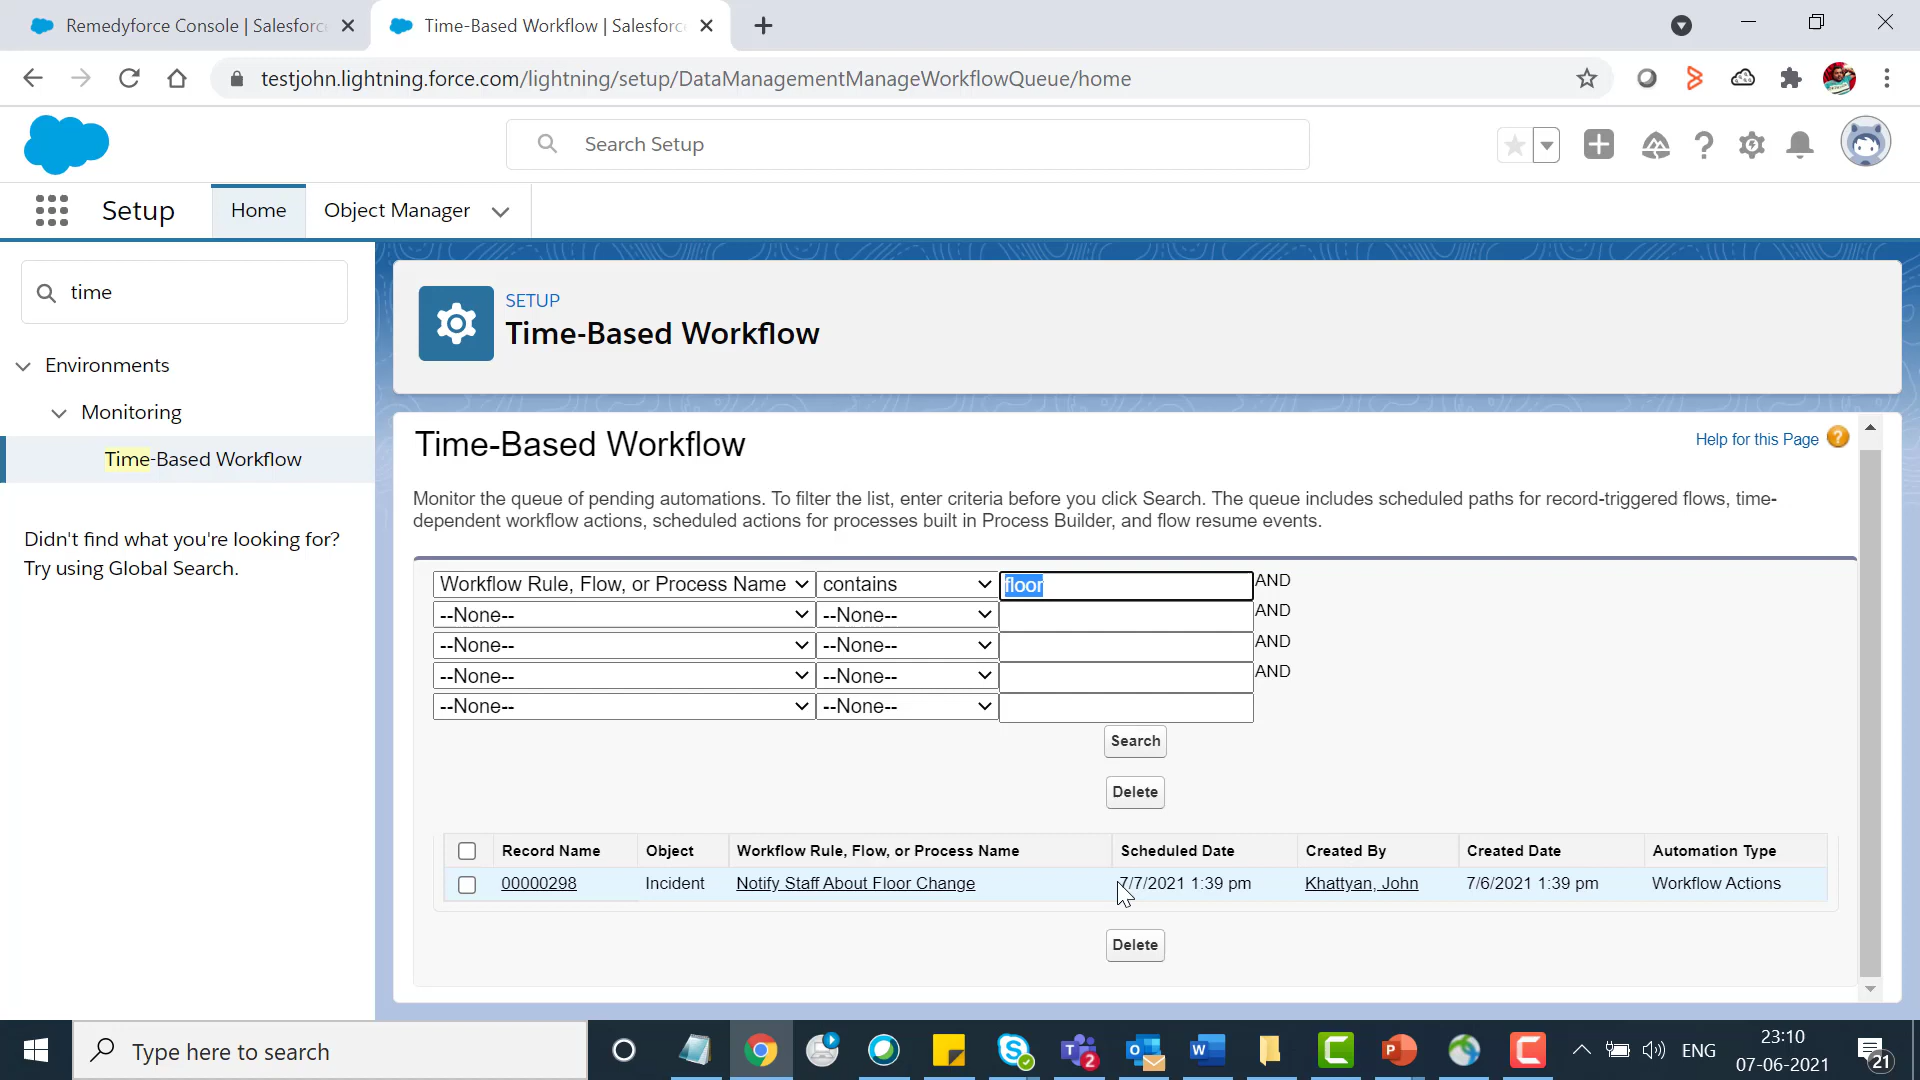 Remedyforce Console | Salesforc
Time-Based Workflow | Salesforc
testjohn.lightning.force.com/lightning/setup/DataManagementManageWorkflowQueue/home
Search Setup
Setup
Home
Object Manager
time
Environments
Monitoring
Time-Based Workflow
Didn't find what you're looking for?
Try using Global Search.
SETUP
Time-Based Workflow
Time-Based Workflow
Help for this Page ?
Monitor the queue of pending automations. To filter the list, enter criteria before you click Search. The queue includes scheduled paths for record-triggered flows, time-
dependent workflow actions, scheduled actions for processes built in Process Builder, and flow resume events.
Workflow Rule, Flow, or Process Name contains floor AND
--None-- --None-- AND
--None-- --None-- AND
--None-- --None-- AND
--None-- --None--
Search
Delete
Record Name Object Workflow Rule, Flow, or Process Name Scheduled Date Created By Created Date Automation Type
00000298 Incident Notify Staff About Floor Change 7/7/2021 1:39 pm Khattyan, John 7/6/2021 1:39 pm Workflow Actions
Delete
Type here to search
2
ENG
23:10
07-06-2021
21